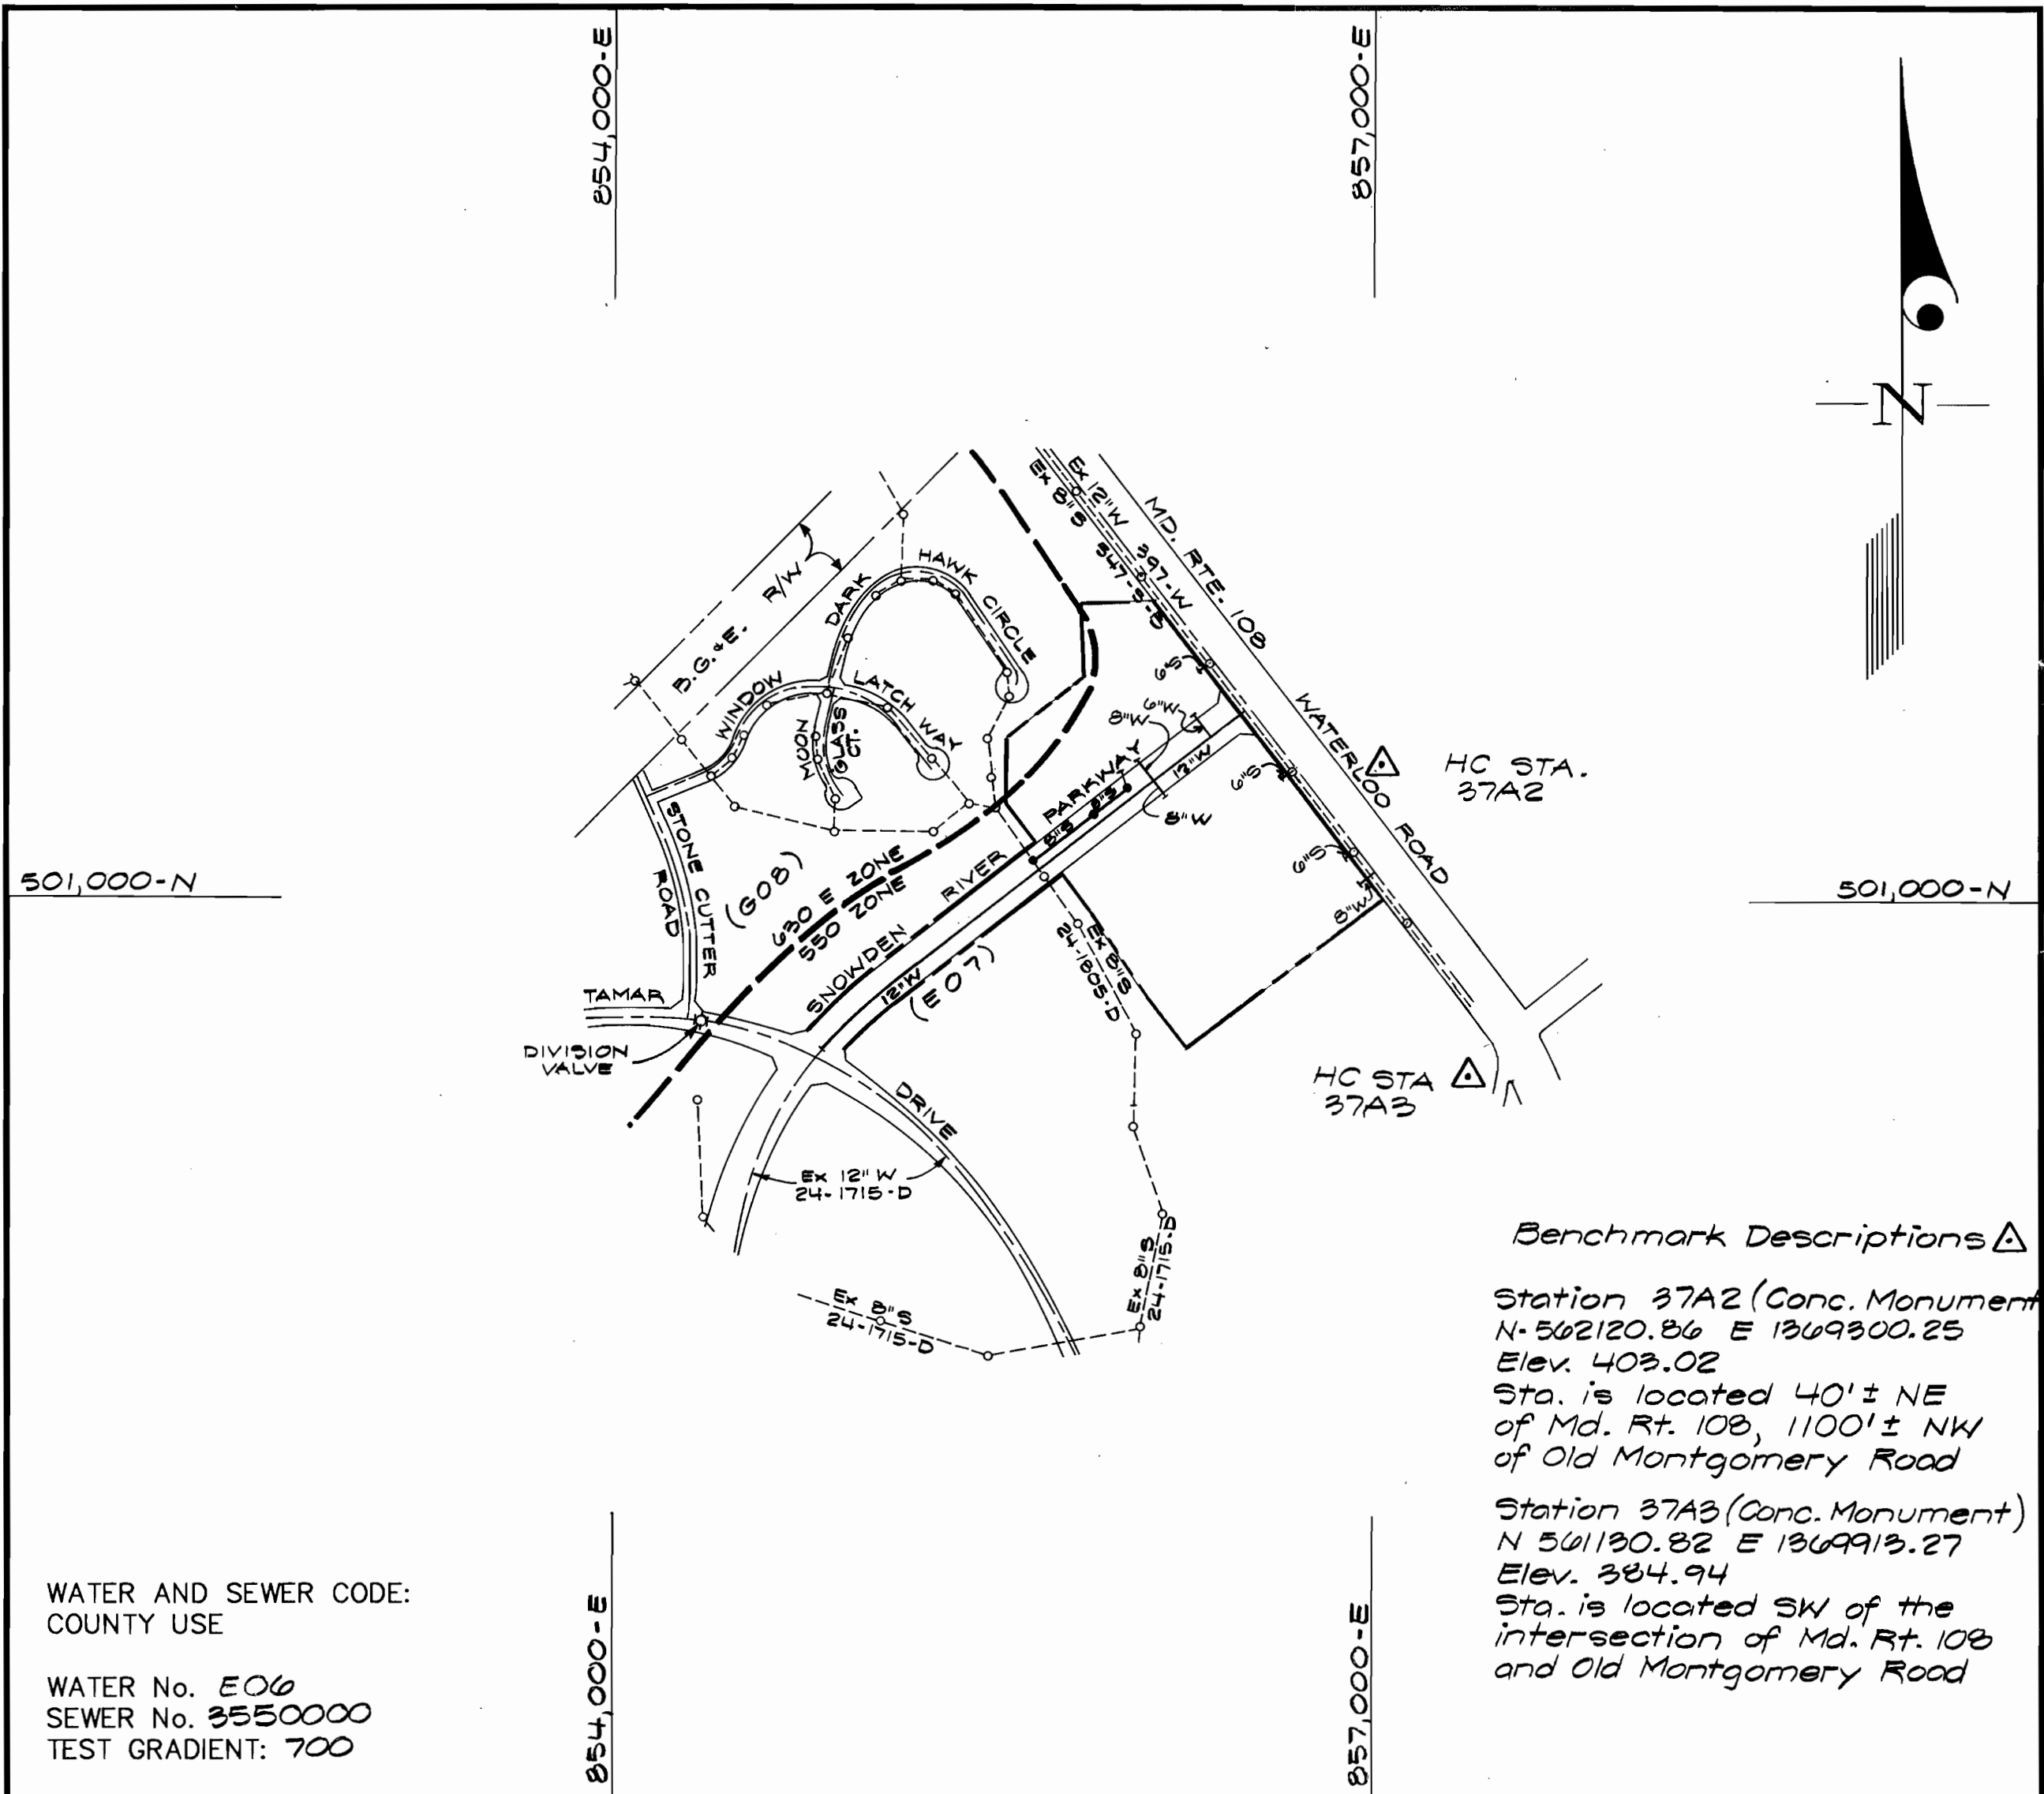 854,000-E
857,000-E
N
Ex 12"W
Ex 8"S
397-W
347-S-D
MD. RTE. 108
WATERLOO ROAD
B.G.&E. R/W
DARK HAWK CIRCLE
WINDOW LATCH WAY
MOON GLASS CT.
6"S
6"W
8"W
12"W
HC STA.
37A2
PARKWAY
6"S
8"S
8"S
8"W
STONE CUTTER
ROAD
6"S
8"W
501,000-N
501,000-N
(G08)
630 E ZONE
550 ZONE
SNOWDEN RIVER
12"W
(E07)
Ex 8"S
24-1805-D
TAMAR
DIVISION
VALVE
DRIVE
HC STA
37A3
Ex 12" W
24-1715-D
Ex 8"S
24-1715-D
Ex 8"S
24-1715-D
Benchmark Descriptions
Station 37A2 (Conc. Monument
N-562120.86 E 1369300.25
Elev. 403.02
Sta. is located 40'± NE
of Md. Rt. 108, 1100'± NW
of Old Montgomery Road
Station 37A3 (Conc. Monument)
N 561130.82 E 1369913.27
Elev. 384.94
Sta. is located SW of the
intersection of Md. Rt. 108
and Old Montgomery Road
WATER AND SEWER CODE:
COUNTY USE
WATER No. E06
SEWER No. 3550000
TEST GRADIENT: 700
854,000-E
857,000-E